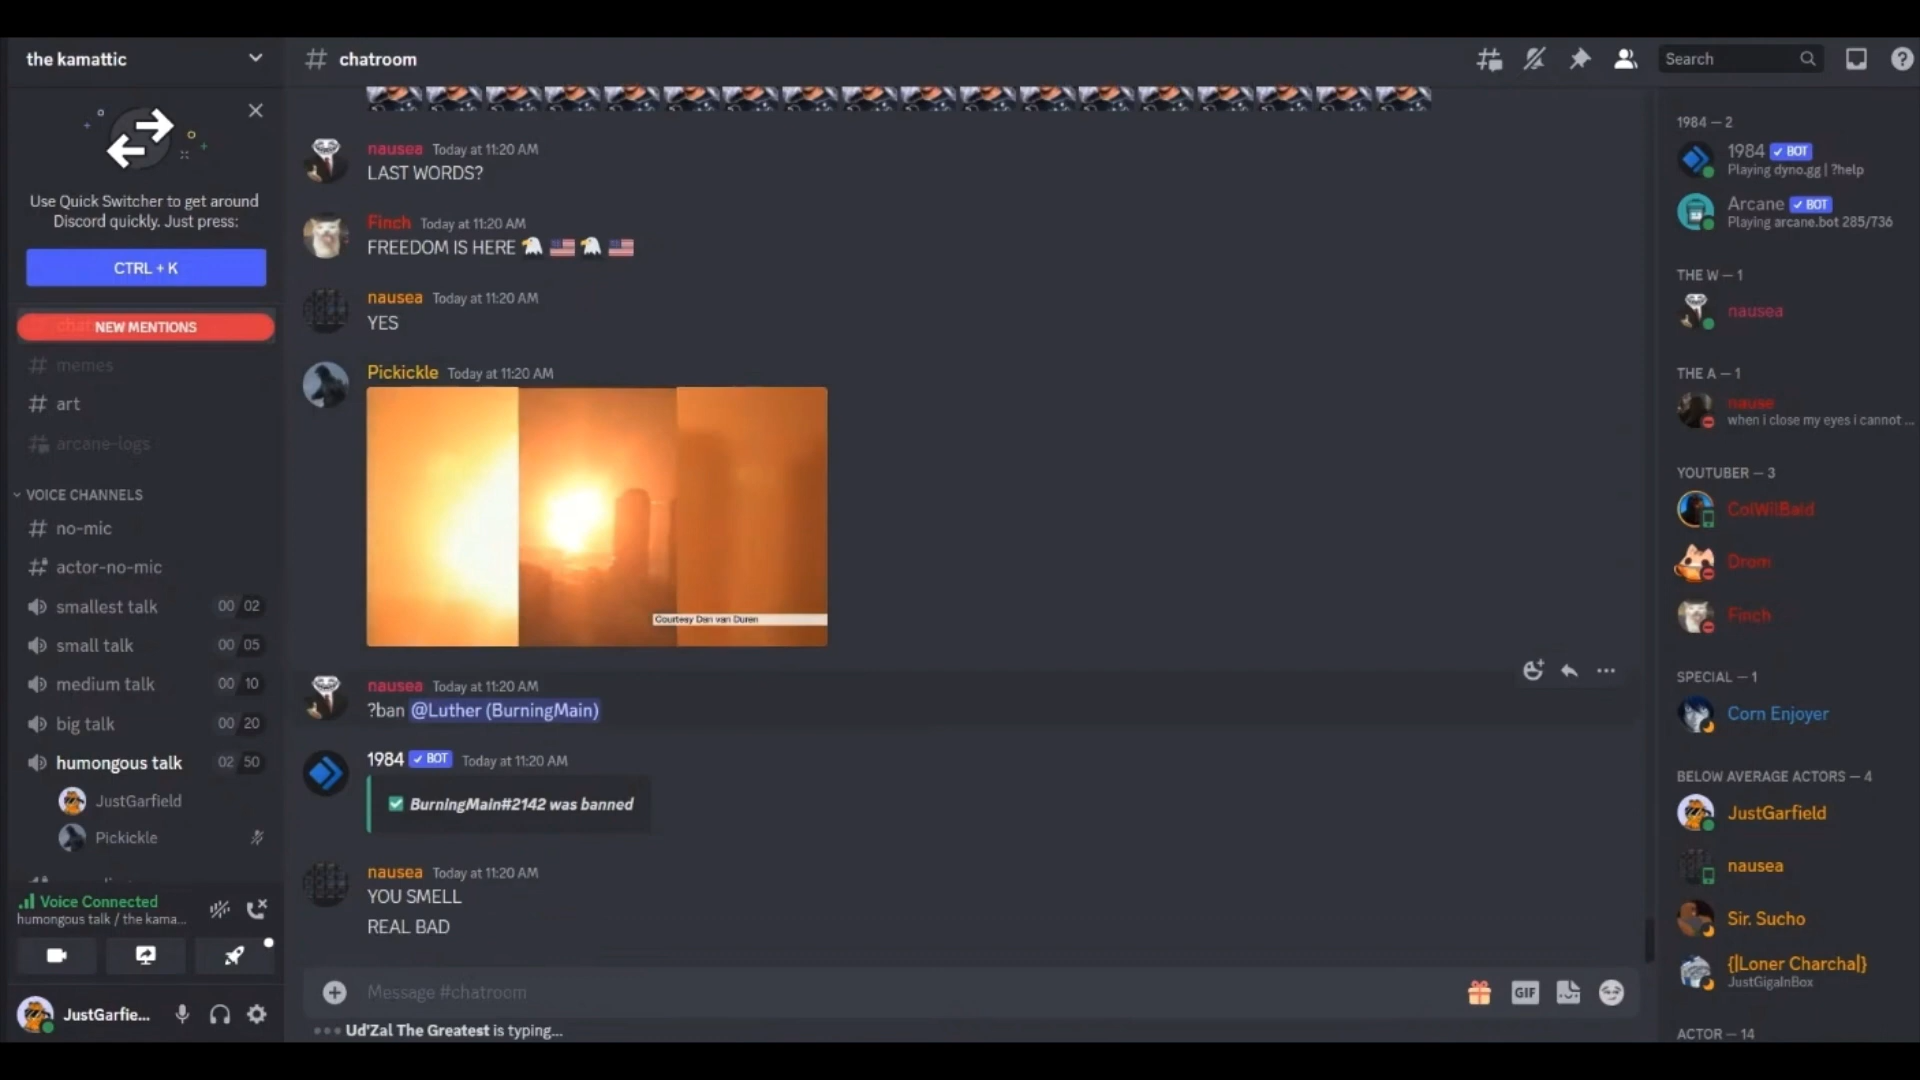 the kamattic
# chatroom
Search
Use Quick Switcher to get around
Discord quickly. Just press:
CTRL + K
NEW MENTIONS
memes
art
arcane-logs
VOICE CHANNELS
no-mic
actor-no-mic
smallest talk 00 02
small talk 00 05
medium talk 00 10
big talk 00 20
humongous talk 02 50
JustGarfield
Pickickle
Voice Connected
humongous talk / the kama...
JustGarfie...
nausea Today at 11:20 AM
LAST WORDS?
Finch Today at 11:20 AM
FREEDOM IS HERE 🦅 🇺🇸 🦅 🇺🇸
nausea Today at 11:20 AM
YES
Pickickle Today at 11:20 AM
Courtesy Dan van Duren
nausea Today at 11:20 AM
?ban @Luther (BurningMain)
1984 ✓ BOT Today at 11:20 AM
✅ BurningMain#2142 was banned
nausea Today at 11:20 AM
YOU SMELL
REAL BAD
Message #chatroom
GIF
Ud'Zal The Greatest is typing...
1984 — 2
1984 ✓ BOT
Playing dyno.gg | ?help
Arcane ✓ BOT
Playing arcane.bot 285/736
THE W — 1
nausea
THE A — 1
nause
when i close my eyes i cannot ...
YOUTUBER — 3
ColWilBaid
Drom
Finch
SPECIAL — 1
Corn Enjoyer
BELOW AVERAGE ACTORS — 4
JustGarfield
nausea
Sir. Sucho
{|Loner Charcha|}
JustGigaInBox
ACTOR — 14